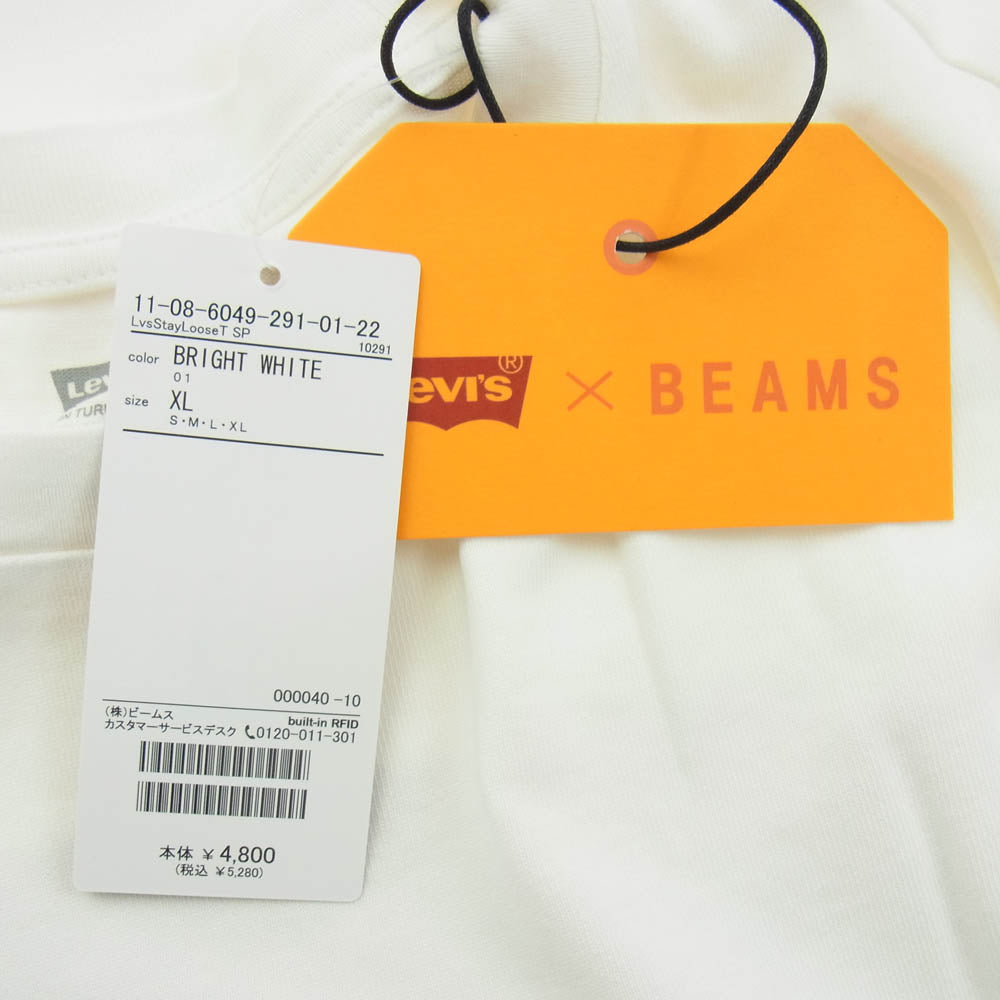 11-08-6049-291-01-22
LvsStayLooseT SP
10291
color BRIGHT WHITE
01
size XL
S・M・L・XL
000040 -10
(株)ビームス
built-in RFID
カスタマーサービスデスク 0120-011-301
本体 ¥ 4,800
(税込 ¥5,280)
evi's® × BEAMS
Lev
TUR